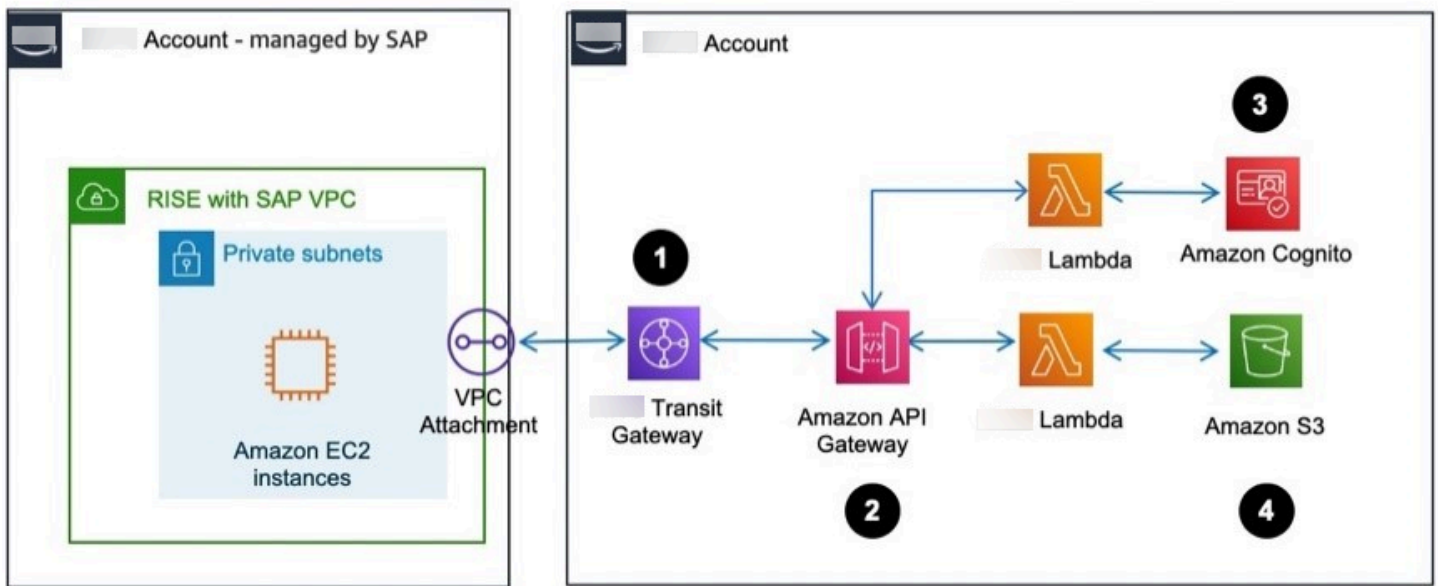 Account - managed by SAP
Account
3
RISE with SAP VPC
Private subnets
1
Lambda
Amazon Cognito
VPC
Attachment
Transit
Gateway
Amazon API
Gateway
Lambda
Amazon S3
Amazon EC2
instances
2
4